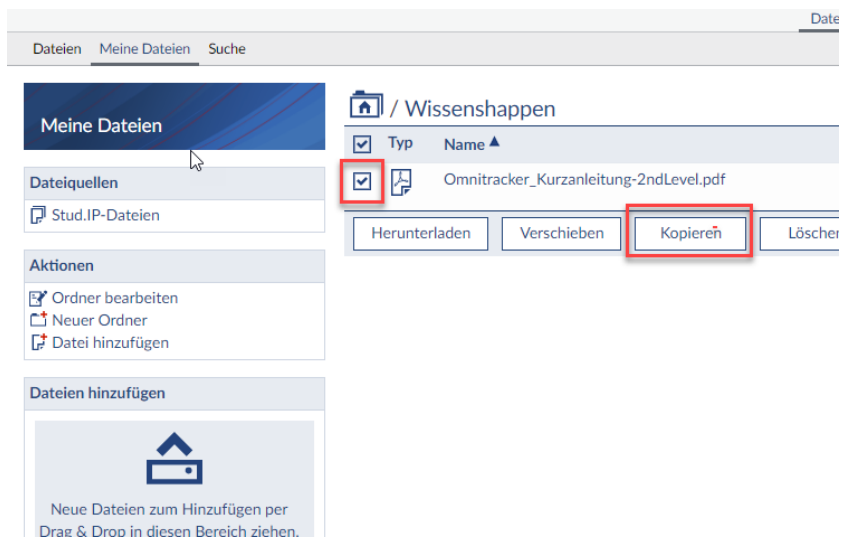 Date
Dateien Meine Dateien Suche
Meine Dateien
Dateiquellen
Stud.IP-Dateien
Aktionen
Ordner bearbeiten
Neuer Ordner
Datei hinzufügen
Dateien hinzufügen
Neue Dateien zum Hinzufügen per
Drag & Drop in diesen Bereich ziehen.
/ Wissenshappen
Typ Name
Omnitracker_Kurzanleitung-2ndLevel.pdf
Herunterladen Verschieben Kopieren Löschen